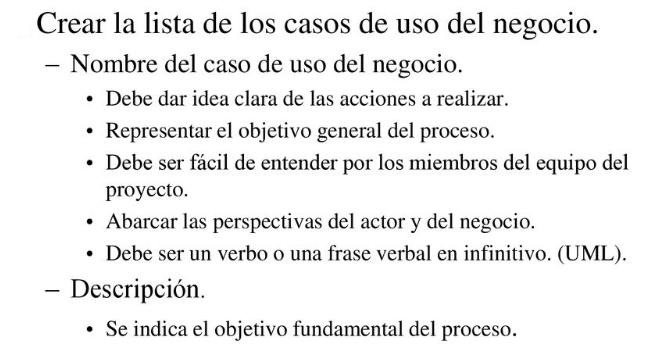 Crear la lista de los casos de uso del negocio.
– Nombre del caso de uso del negocio.
• Debe dar idea clara de las acciones a realizar.
• Representar el objetivo general del proceso.
• Debe ser fácil de entender por los miembros del equipo del
proyecto.
• Abarcar las perspectivas del actor y del negocio.
• Debe ser un verbo o una frase verbal en infinitivo. (UML).
– Descripción.
• Se indica el objetivo fundamental del proceso.